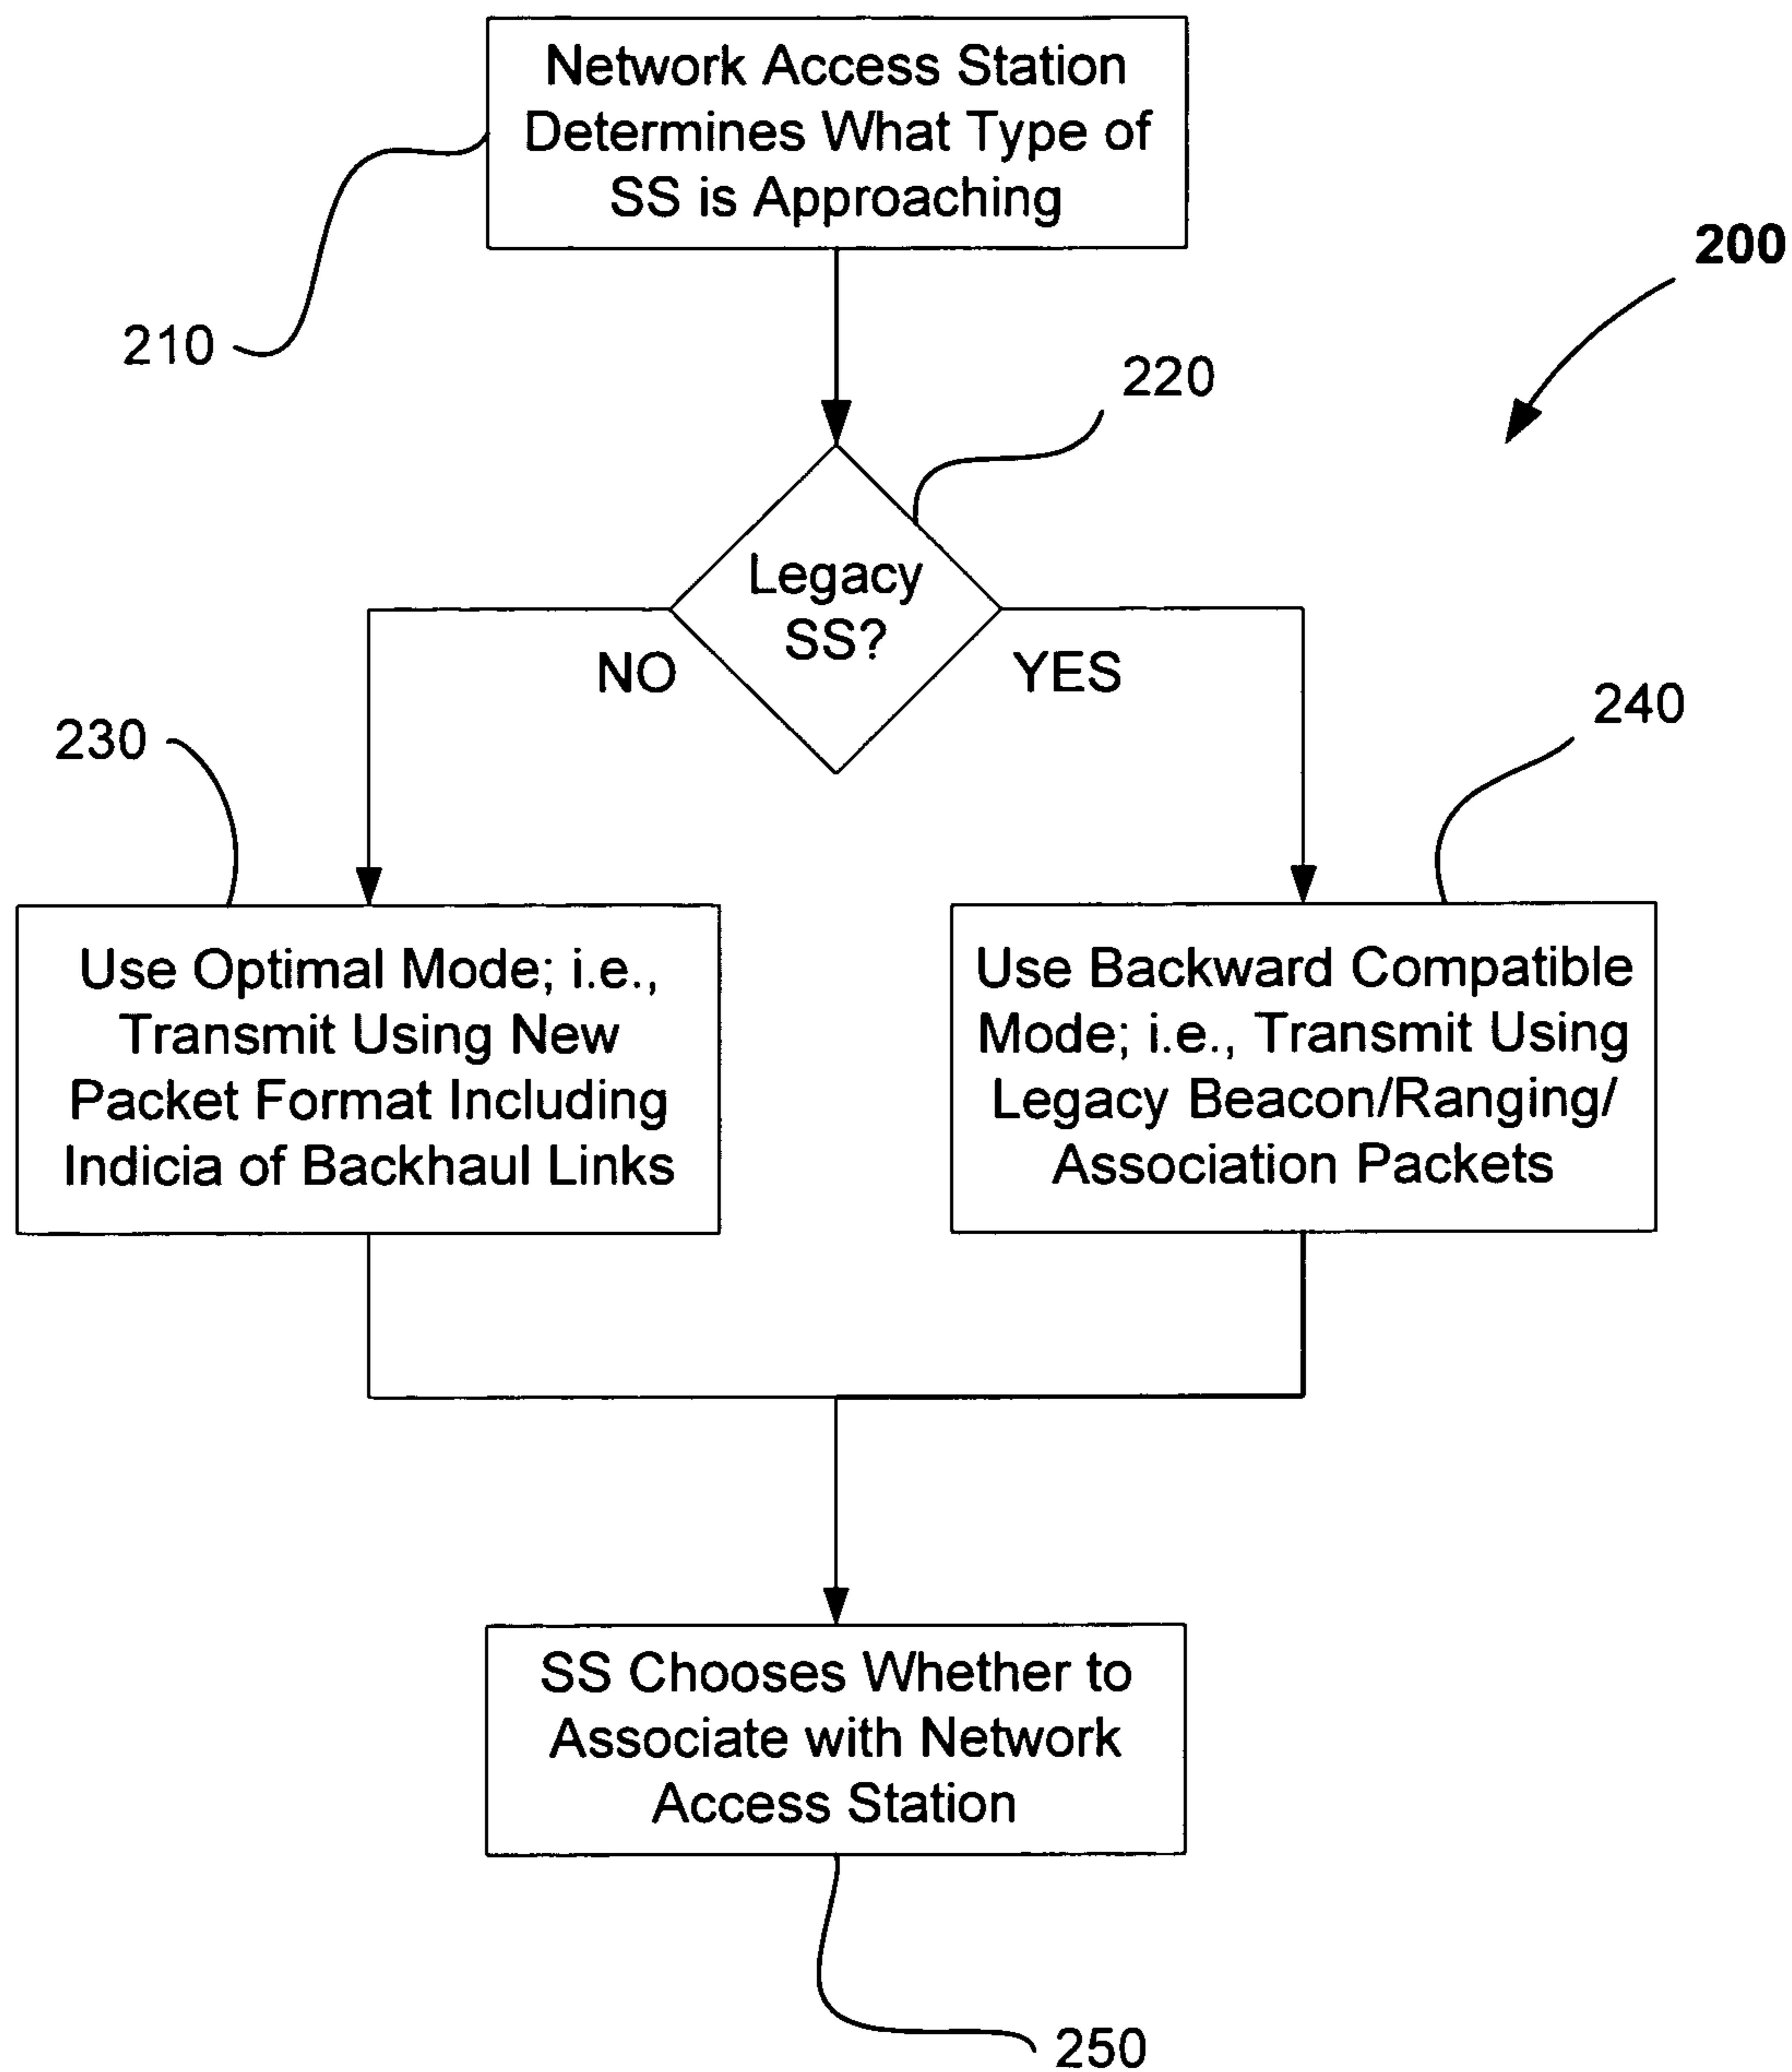 Network Access Station
Determines What Type of
SS is Approaching
200
210
220
Legacy
SS?
NO
YES
230
240
Use Optimal Mode; i.e.,
Transmit Using New
Packet Format Including
Indicia of Backhaul Links
Use Backward Compatible
Mode; i.e., Transmit Using
Legacy Beacon/Ranging/
Association Packets
SS Chooses Whether to
Associate with Network
Access Station
250